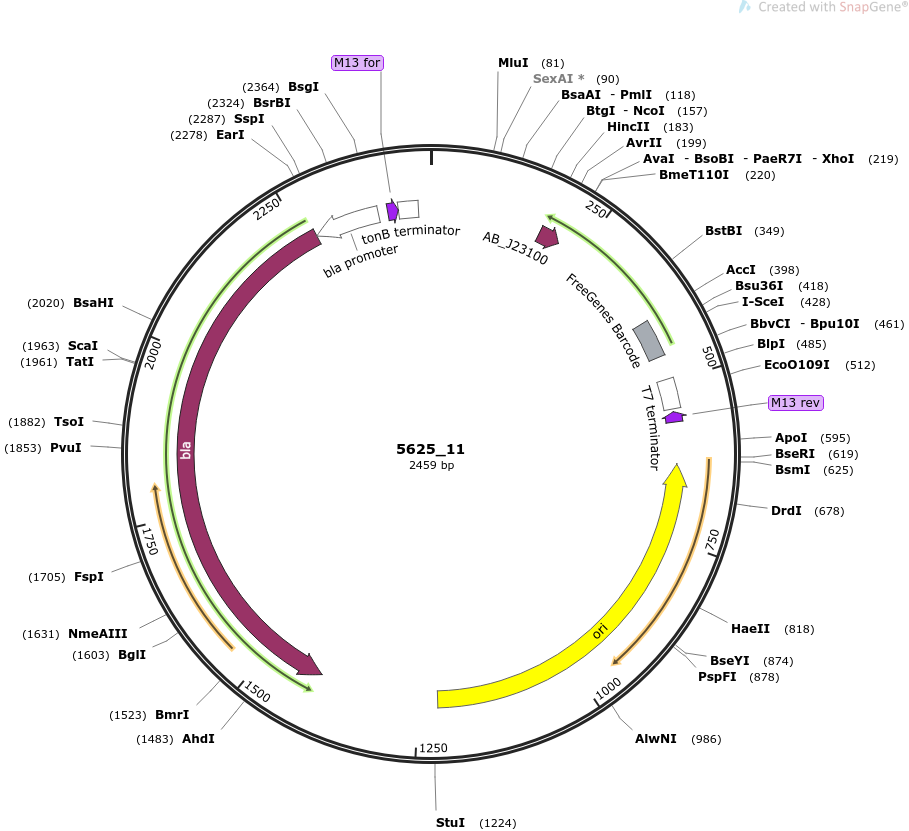 Created with SnapGene®
M13 for
MluI (81)
SexAI * (90)
BsaAI - PmlI (118)
BtgI - NcoI (157)
HincII (183)
AvrII (199)
AvaI - BsoBI - PaeR7I - XhoI (219)
BmeT110I (220)
BstBI (349)
AccI (398)
Bsu36I (418)
I-SceI (428)
BbvCI - Bpu10I (461)
BlpI (485)
EcoO109I (512)
M13 rev
ApoI (595)
BseRI (619)
BsmI (625)
DrdI (678)
HaeII (818)
BseYI (874)
PspFI (878)
AlwNI (986)
StuI (1224)
(1483) AhdI
(1523) BmrI
(1603) BglI
(1631) NmeAIII
(1705) FspI
(1853) PvuI
(1882) TsoI
(1961) TatI
(1963) ScaI
(2020) BsaHI
(2278) EarI
(2287) SspI
(2324) BsrBI
(2364) BsgI
250
500
750
1000
1250
1500
1750
2000
2250
tonB terminator
bla promoter
AB_J23100
FreeGenes Barcode
T7 terminator
ori
bla
5625_11
2459 bp